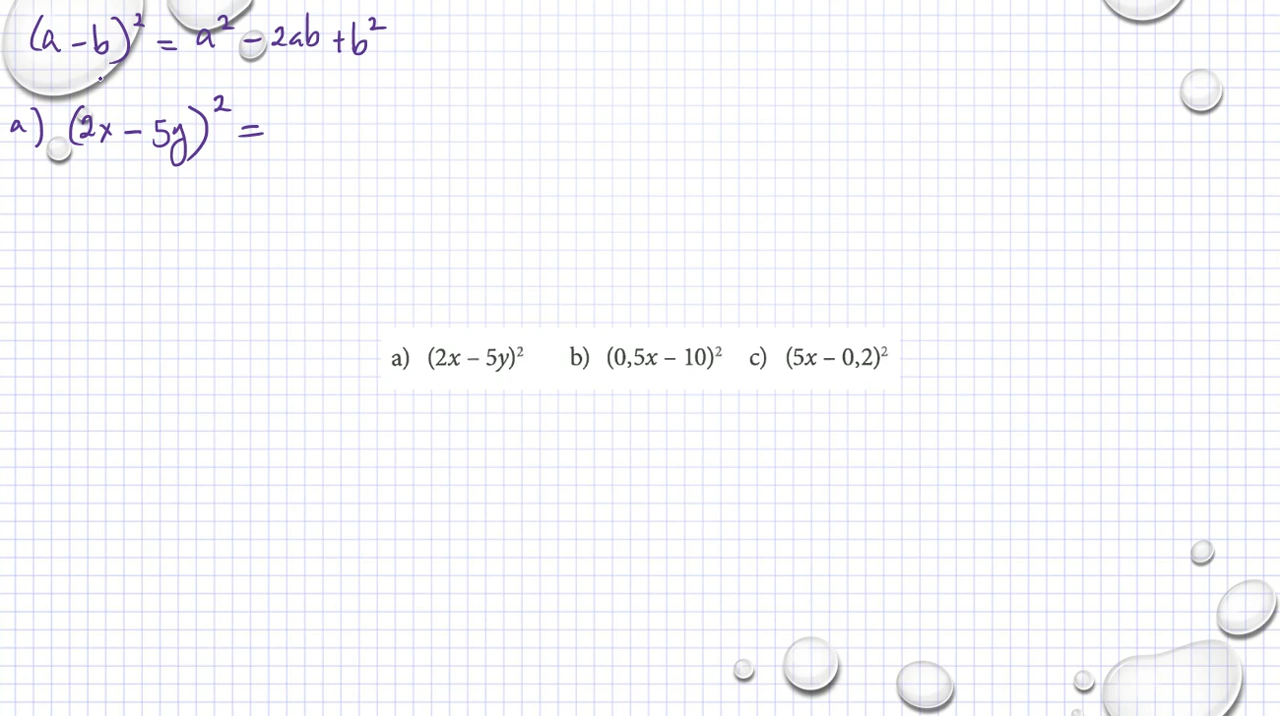 (a - b)² = a² - 2ab + b²
a) (2x - 5y)² =
a) (2x – 5y)² b) (0,5x – 10)² c) (5x – 0,2)²